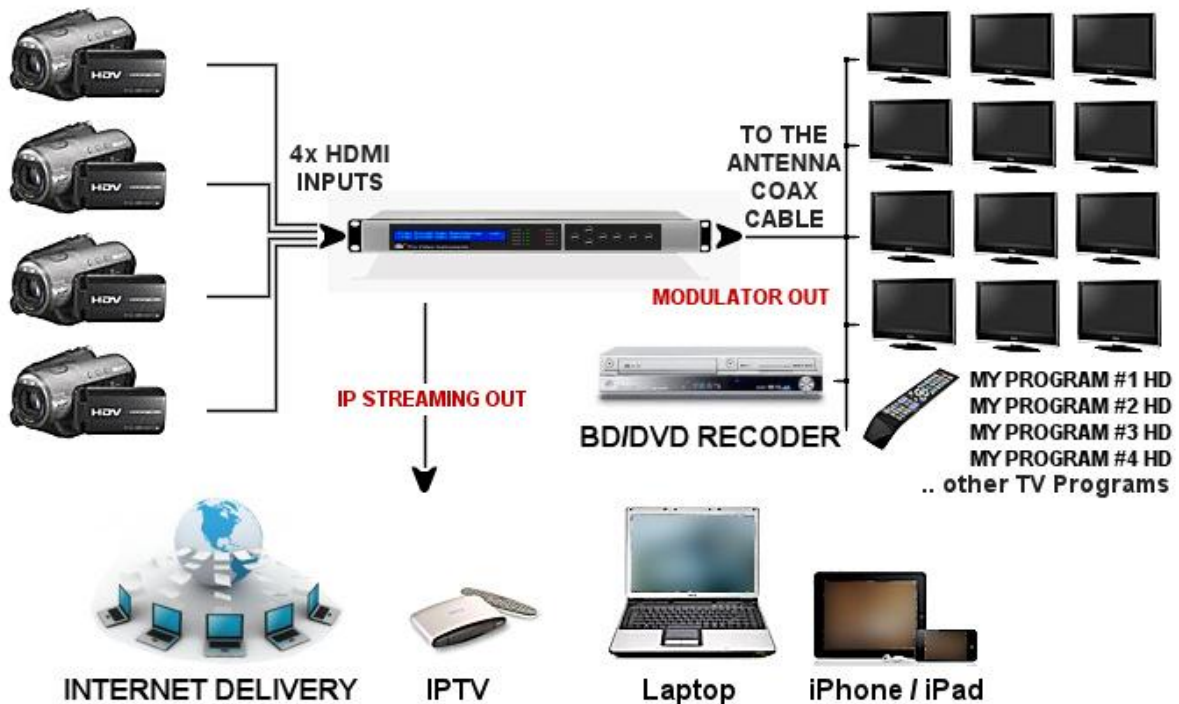 HDV
HDV
HDV
HDV
4x HDMI
INPUTS
TO THE
ANTENNA
COAX
CABLE
MODULATOR OUT
IP STREAMING OUT
BD/DVD RECODER
MY PROGRAM #1 HD
MY PROGRAM #2 HD
MY PROGRAM #3 HD
MY PROGRAM #4 HD
.. other TV Programs
INTERNET DELIVERY
IPTV
Laptop
iPhone / iPad